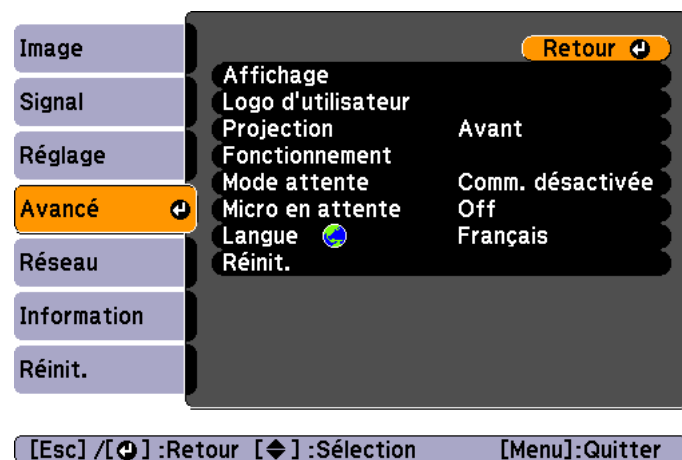 Image
Signal
Réglage
Avancé
Réseau
Information
Réinit.
Retour
Affichage
Logo d'utilisateur
Projection Avant
Fonctionnement
Mode attente Comm. désactivée
Micro en attente Off
Langue Français
Réinit.
[Esc] /[ ] :Retour [ ] :Sélection [Menu]:Quitter